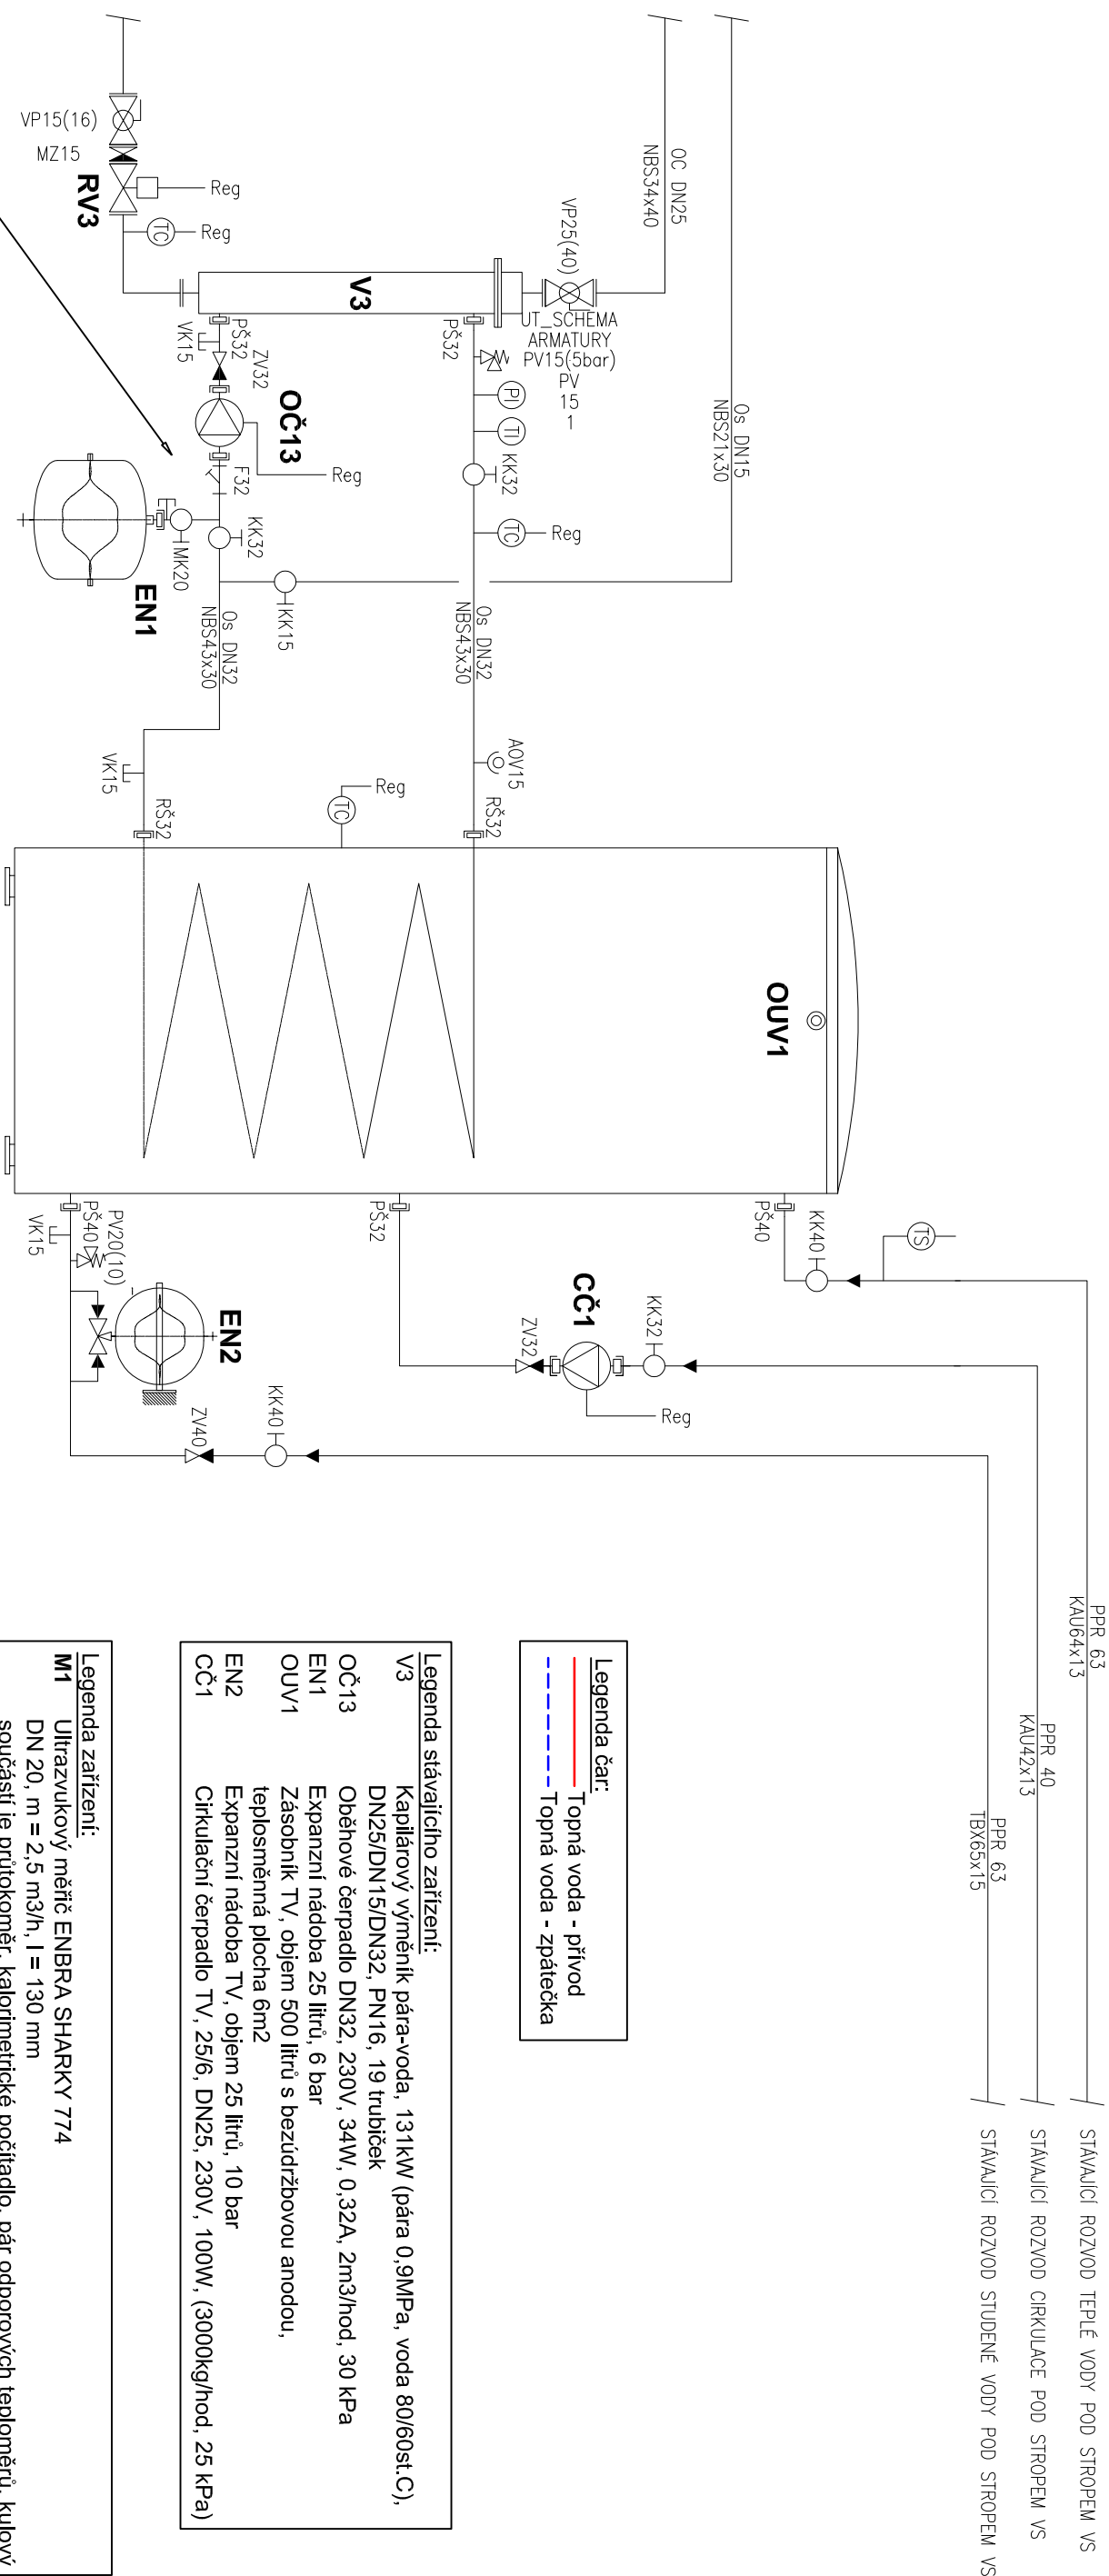 STÁVAJÍCÍ ROZVOD TEPLÉ VODY POD STROPEM VS
STÁVAJÍCÍ ROZVOD CIRKULACE POD STROPEM VS
STÁVAJÍCÍ ROZVOD STUDENÉ VODY POD STROPEM VS
PPR 63
KAU64x13
PPR 40
KAU42x13
PPR 63
TBX65x15
OC DN25
NBS34x40
Os DN15
NBS21x30
VP25(40)
UT_SCHEMA
ARMATURY
PV15(5bar)
PV
15
1
VP15(16)
MZ15
RV3
Reg
TC
Reg
V3
PŠ32
PI
TI
KK32
TC
Reg
Os DN32
NBS43x30
AOV15
RŠ32
PŠ32
VK15
ZV32
OČ13
Reg
F32
KK32
MK20
EN1
KK15
Os DN32
NBS43x30
VK15
RŠ32
TC
Reg
OUV1
TS
KK40
PŠ40
KK32
CČ1
Reg
ZV32
PŠ32
KK40
ZV40
EN2
PV20(10)
PŠ40
VK15
Legenda čar:
Topná voda - přívod
Topná voda - zpátečka
Legenda stávajícího zařízení:
V3 Kapilárový výměník pára-voda, 131kW (pára 0,9MPa, voda 80/60st.C),
DN25/DN15/DN32, PN16, 19 trubiček
OČ13 Oběhové čerpadlo DN32, 230V, 34W, 0,32A, 2m3/hod, 30 kPa
EN1 Expanzní nádoba 25 litrů, 6 bar
OUV1 Zásobník TV, objem 500 litrů s bezúdržbovou anodou,
teplosměnná plocha 6m2
EN2 Expanzní nádoba TV, objem 25 litrů, 10 bar
CČ1 Cirkulační čerpadlo TV, 25/6, DN25, 230V, 100W, (3000kg/hod, 25 kPa)
Legenda zařízení:
M1 Ultrazvukový měřič ENBRA SHARKY 774
DN 20, m = 2,5 m3/h, l = 130 mm
součástí je průtokoměr, kalorimetrické počítadlo, pár odporových teploměrů, kulový